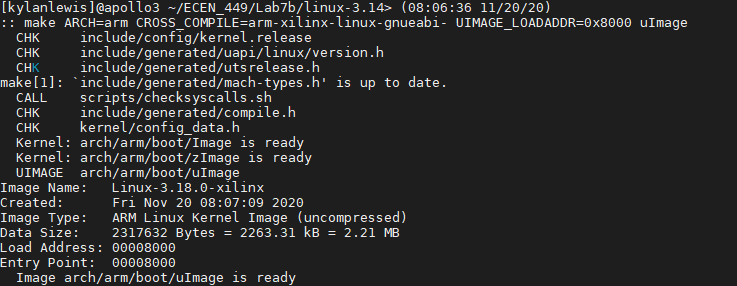 [kylanlewis]@apollo3 ~/ECEN_449/Lab7b/linux-3.14> (08:06:36 11/20/20)
:: make ARCH=arm CROSS_COMPILE=arm-xilinx-linux-gnueabi- UIMAGE_LOADADDR=0x8000 uImage
  CHK     include/config/kernel.release
  CHK     include/generated/uapi/linux/version.h
  CHK     include/generated/utsrelease.h
make[1]: `include/generated/mach-types.h' is up to date.
  CALL    scripts/checksyscalls.sh
  CHK     include/generated/compile.h
  CHK     kernel/config_data.h
  Kernel: arch/arm/boot/Image is ready
  Kernel: arch/arm/boot/zImage is ready
  UIMAGE  arch/arm/boot/uImage
Image Name:   Linux-3.18.0-xilinx
Created:      Fri Nov 20 08:07:09 2020
Image Type:   ARM Linux Kernel Image (uncompressed)
Data Size:    2317632 Bytes = 2263.31 kB = 2.21 MB
Load Address: 00008000
Entry Point:  00008000
  Image arch/arm/boot/uImage is ready